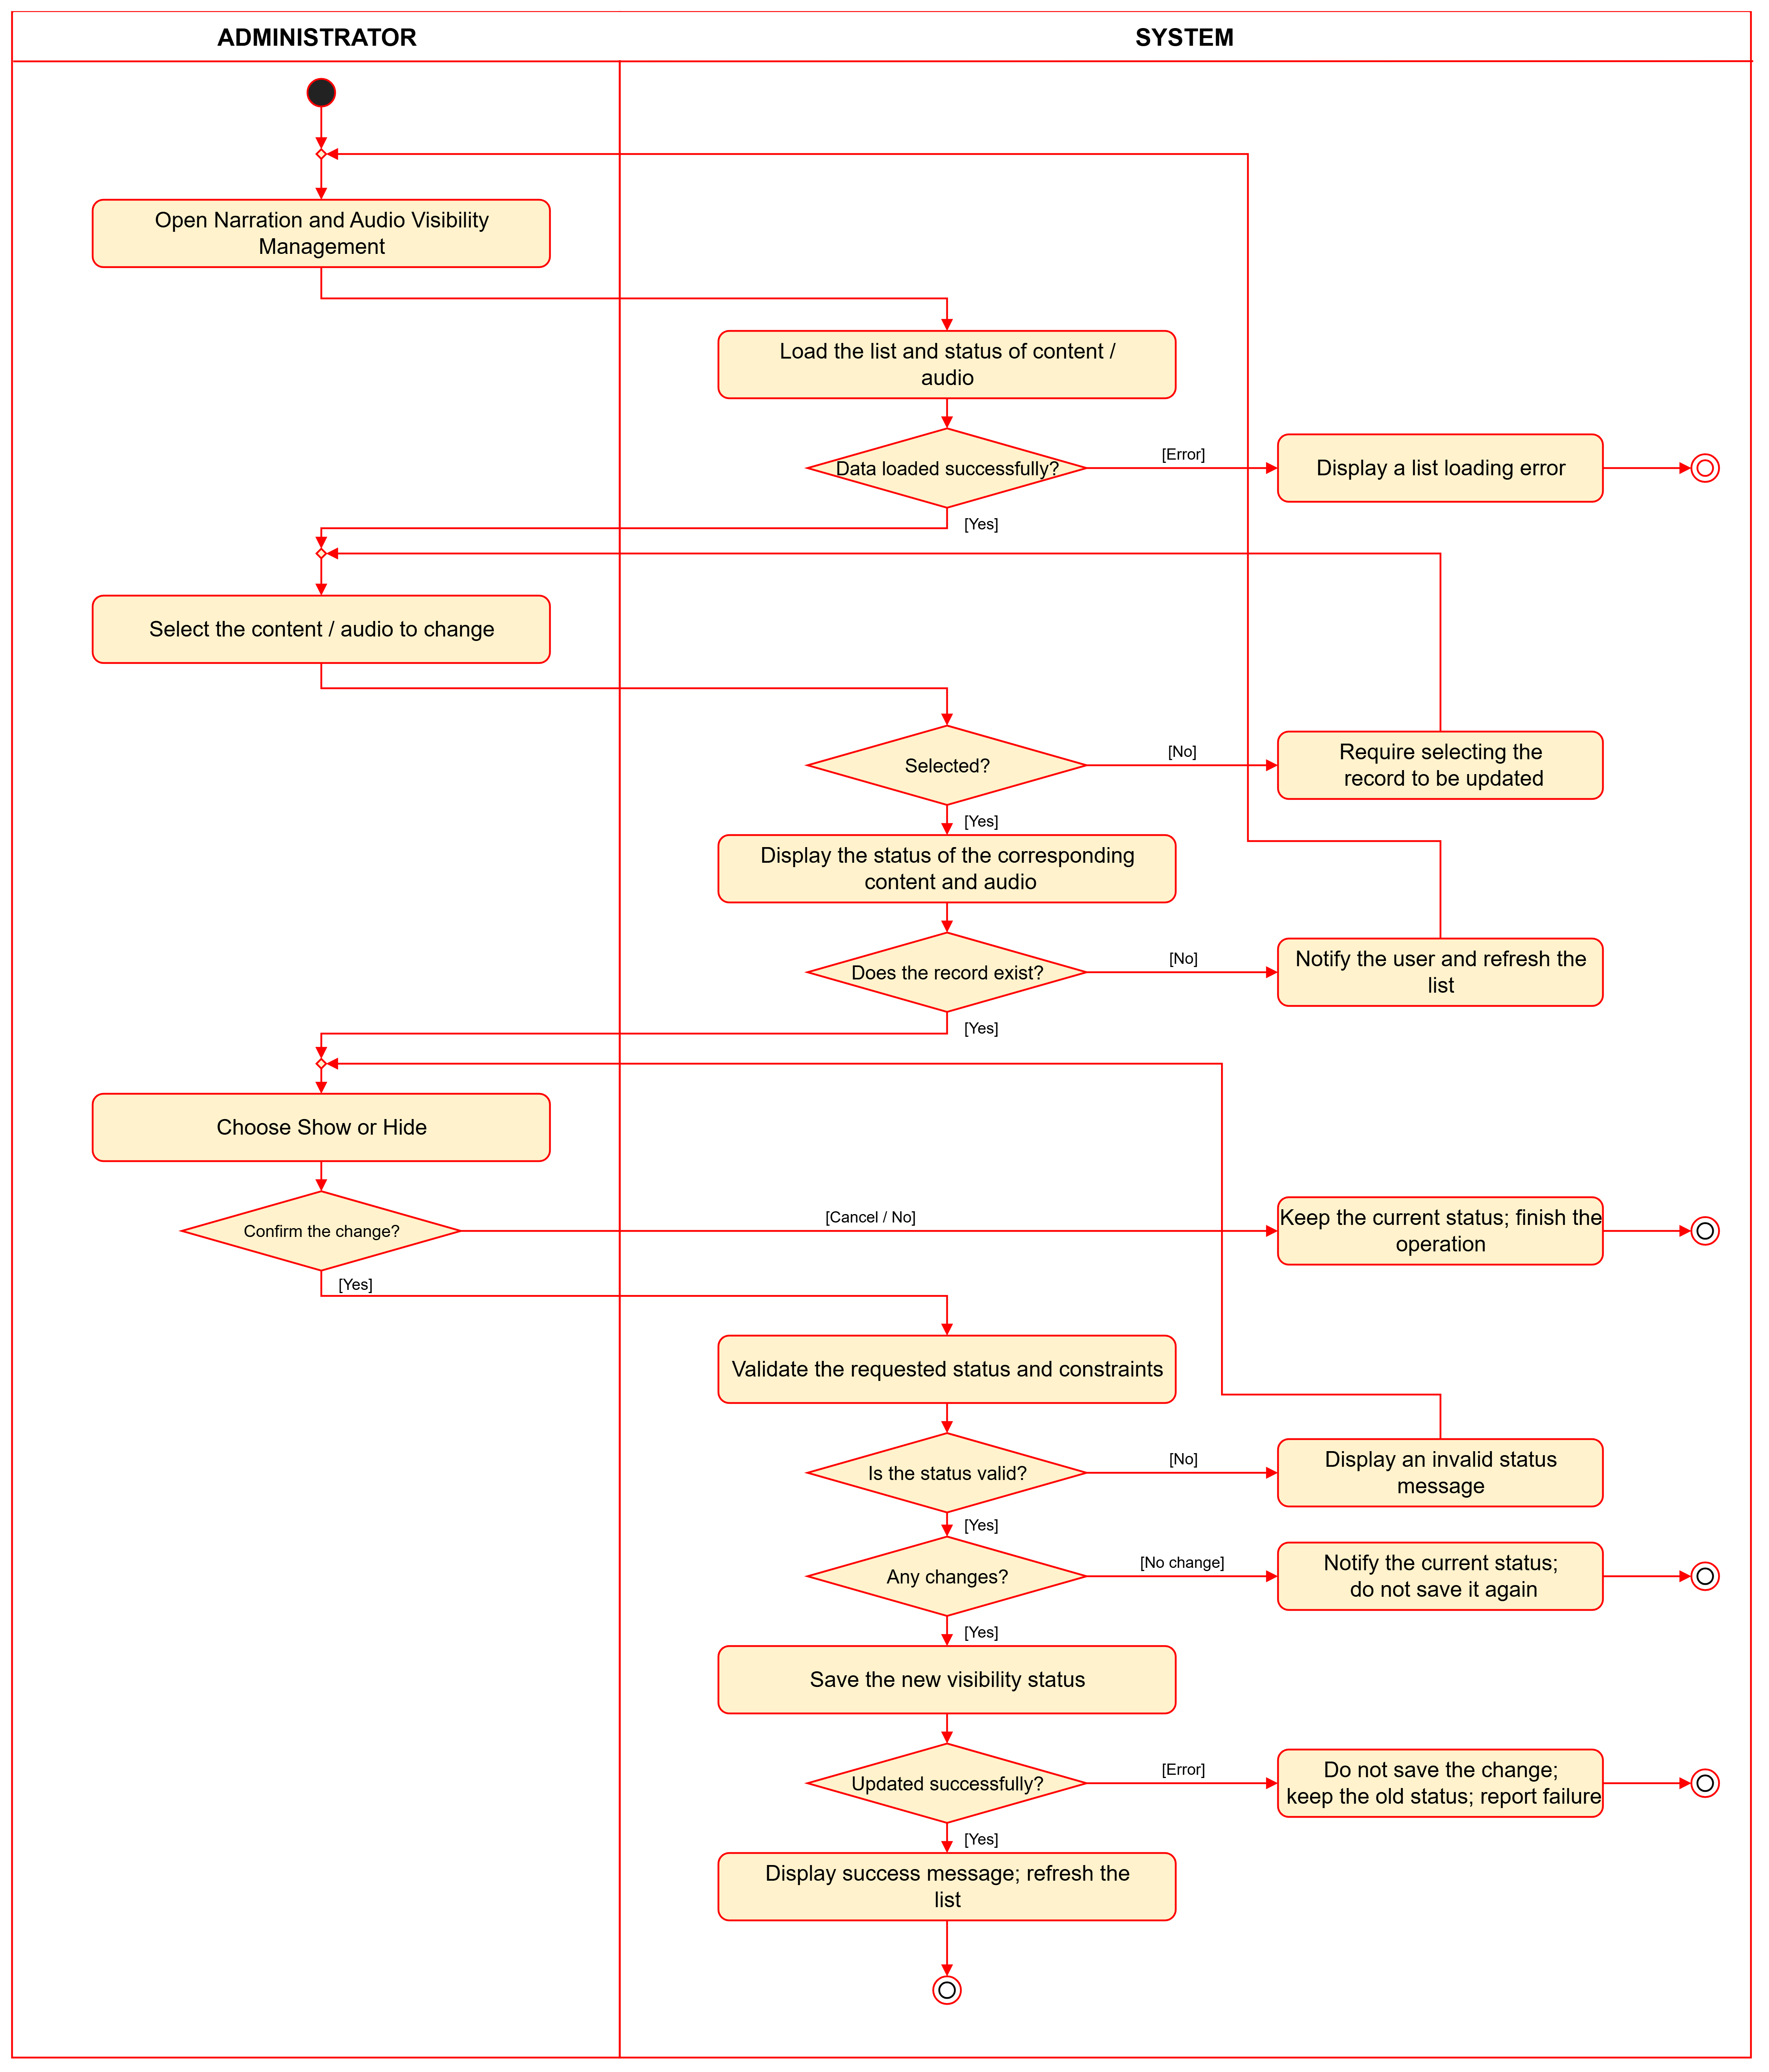 ADMINISTRATOR
SYSTEM
Open Narration and Audio Visibility
Management
Load the list and status of content /
audio
Data loaded successfully?
[Error]
Display a list loading error
[Yes]
Select the content / audio to change
Selected?
[No]
Require selecting the
record to be updated
[Yes]
Display the status of the corresponding
content and audio
Does the record exist?
[No]
Notify the user and refresh the
list
[Yes]
Choose Show or Hide
Confirm the change?
[Cancel / No]
Keep the current status; finish the
operation
[Yes]
Validate the requested status and constraints
Is the status valid?
[No]
Display an invalid status
message
[Yes]
Any changes?
[No change]
Notify the current status;
do not save it again
[Yes]
Save the new visibility status
Updated successfully?
[Error]
Do not save the change;
keep the old status; report failure
[Yes]
Display success message; refresh the
list